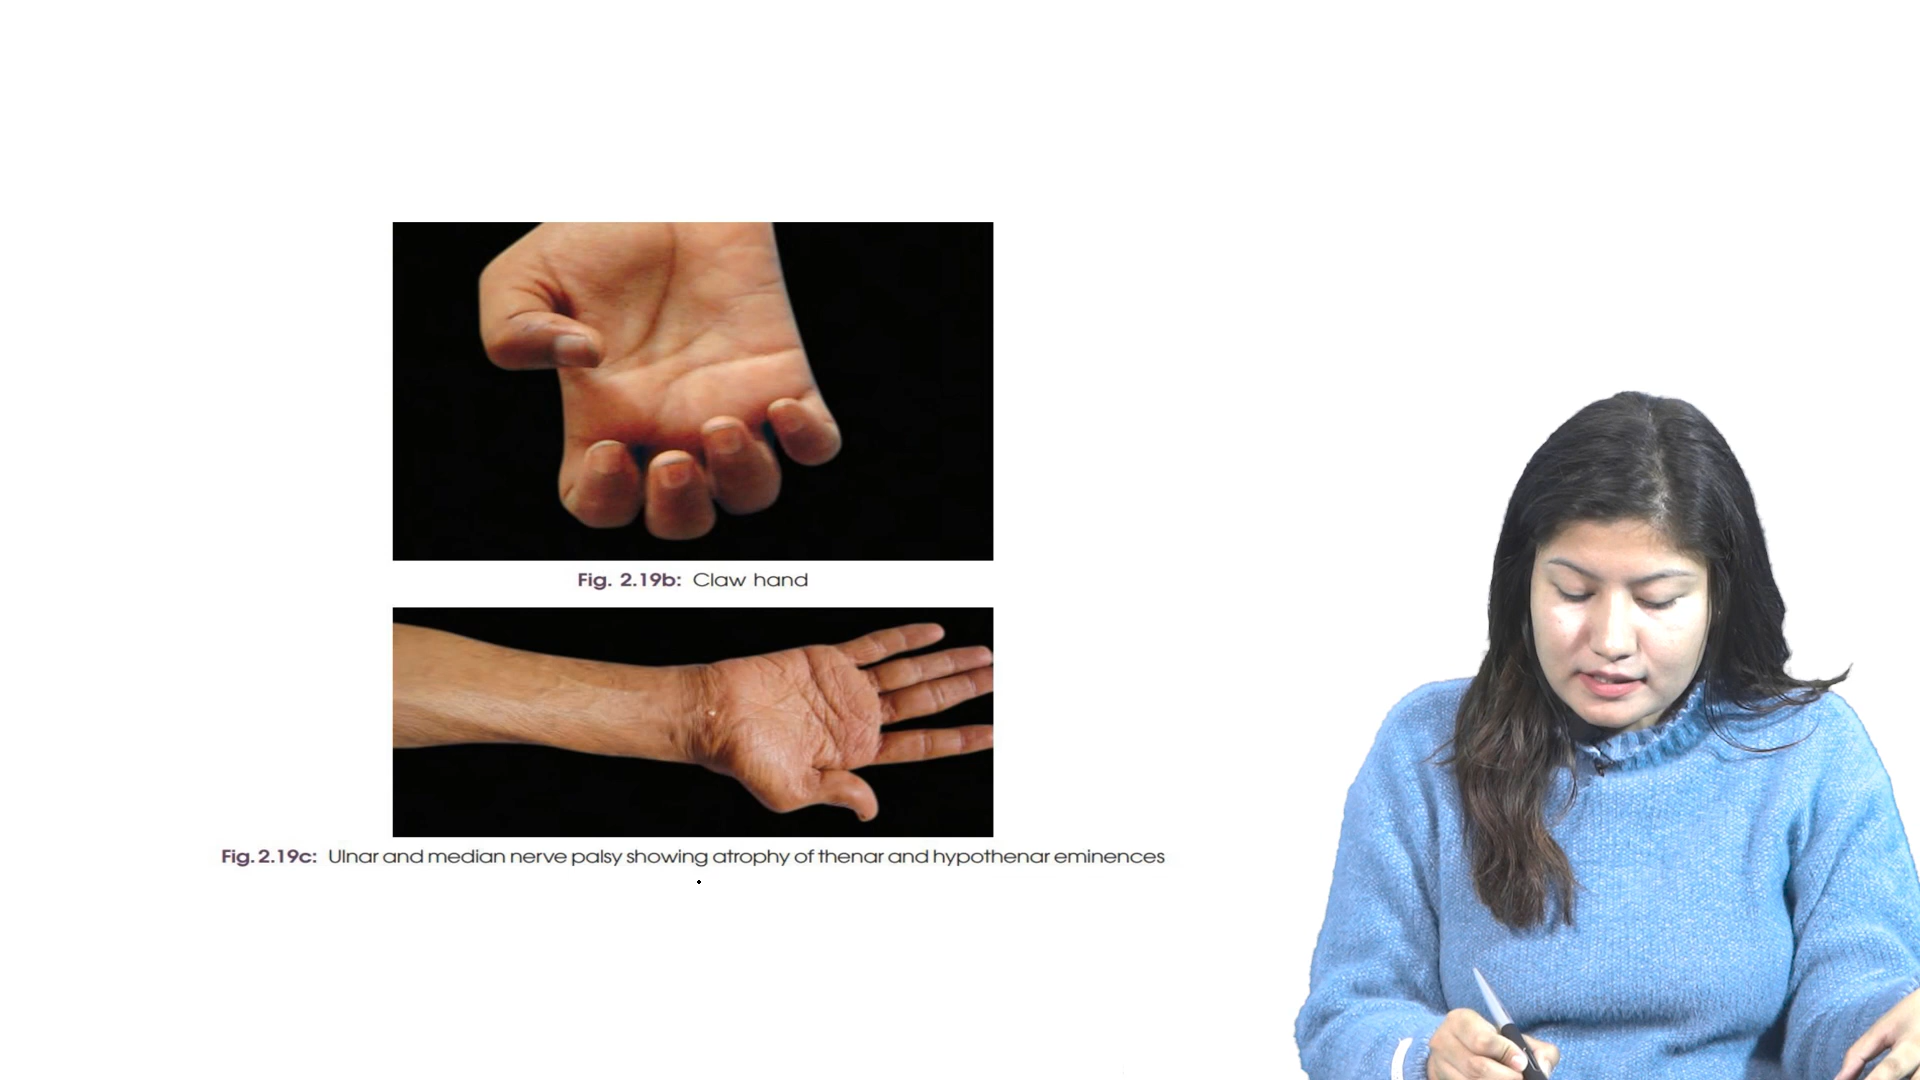 Fig. 2.19b: Claw hand
Fig. 2.19c: Ulnar and median nerve palsy showing atrophy of thenar and hypothenar eminences